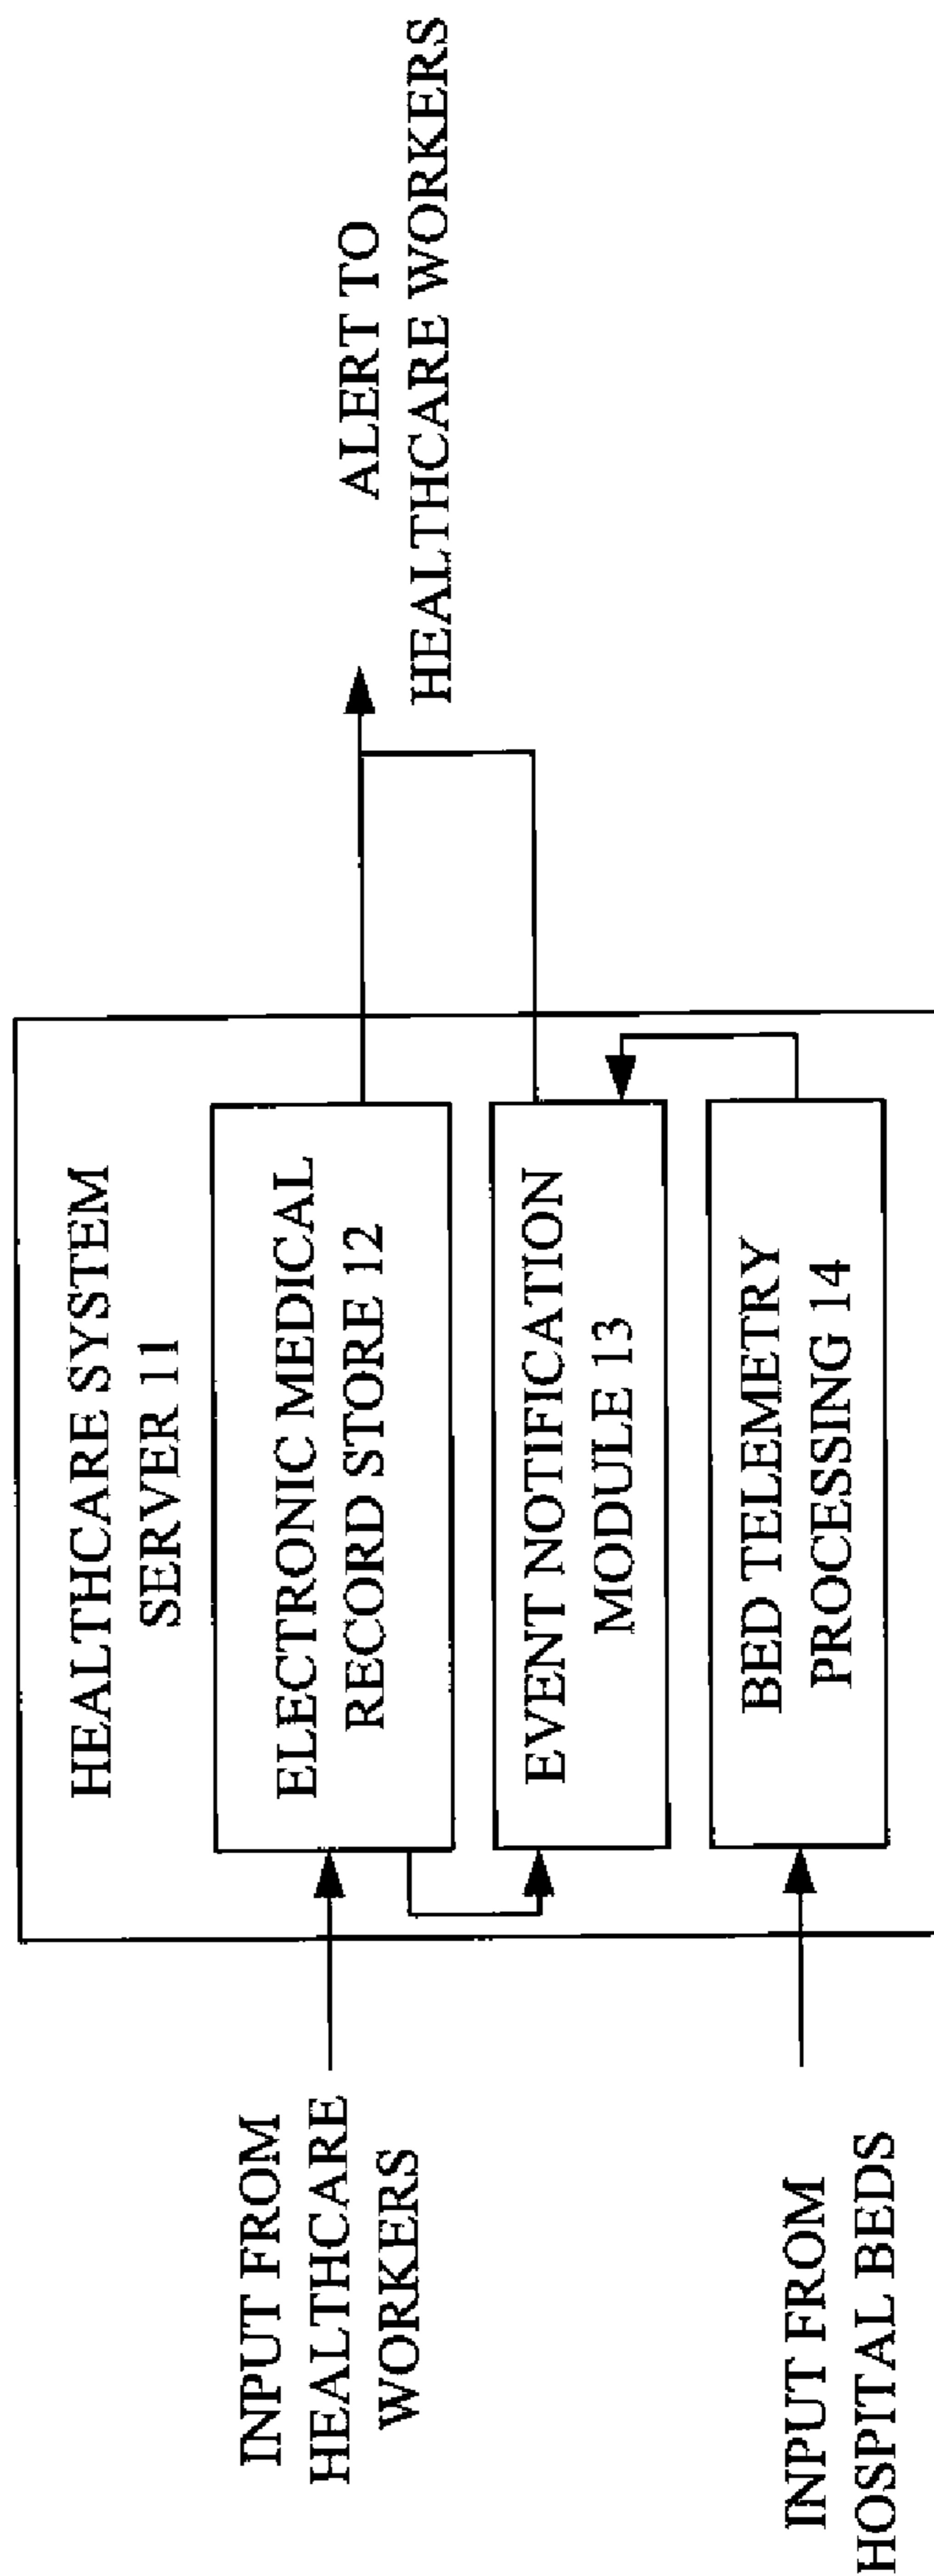 HEALTHCARE SYSTEM
SERVER 11
INPUT FROM
HEALTHCARE
WORKERS
ELECTRONIC MEDICAL
RECORD STORE 12
ALERT TO
HEALTHCARE WORKERS
EVENT NOTIFICATION
MODULE 13
INPUT FROM
HOSPITAL BEDS
BED TELEMETRY
PROCESSING 14